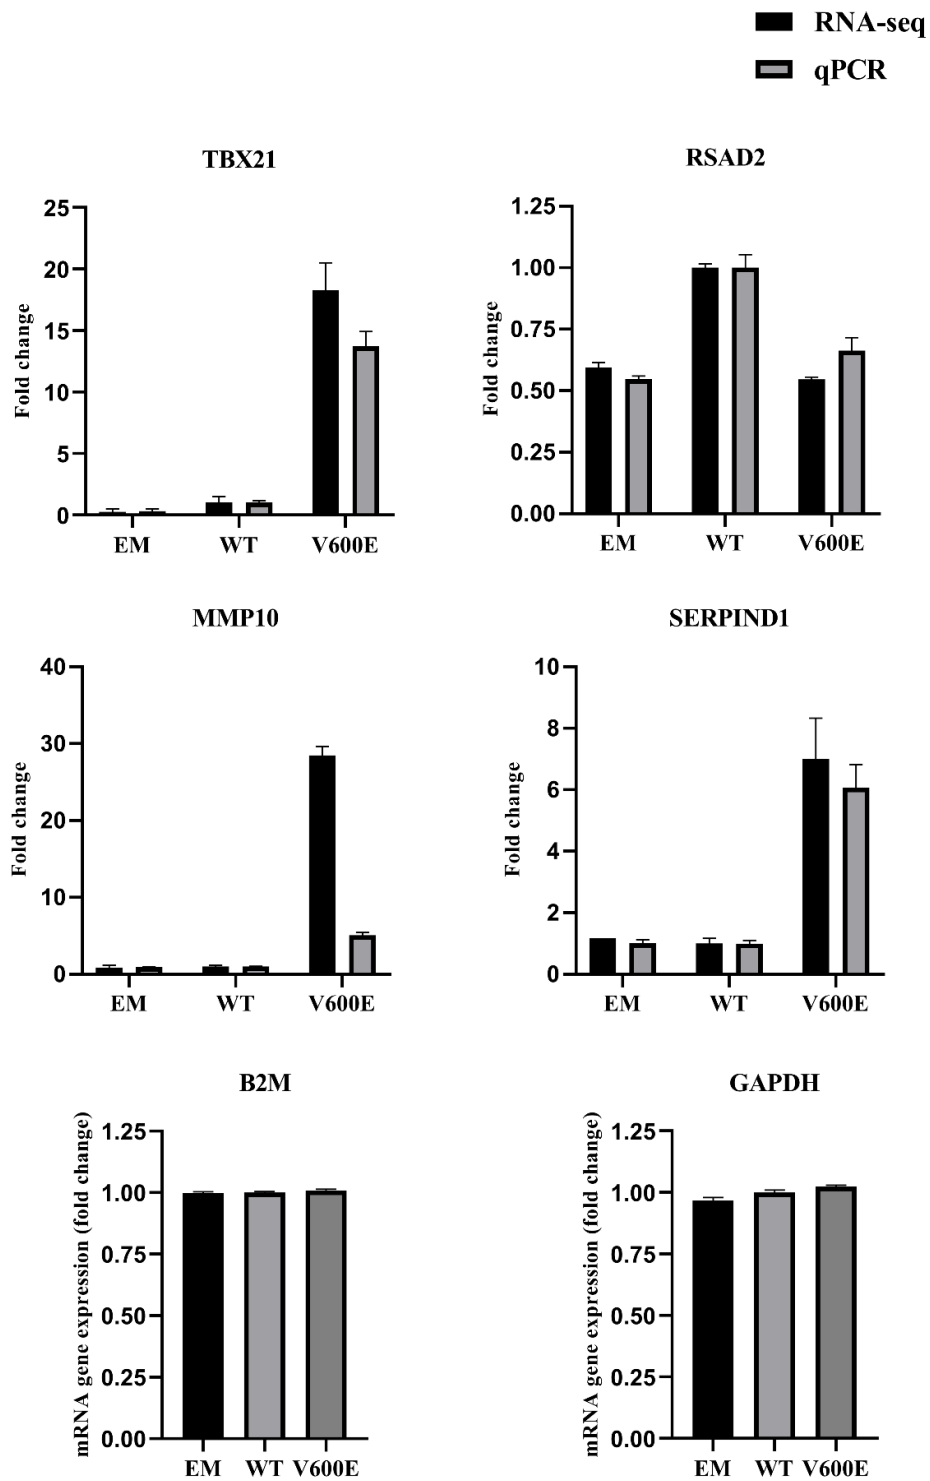 RNA-seq
qPCR
TBX21
Fold change
25
20
15
10
5
0
EM WT V600E
RSAD2
Fold change
1.25
1.00
0.75
0.50
0.25
0.00
EM WT V600E
MMP10
Fold change
40
30
20
10
0
EM WT V600E
SERPIND1
Fold change
10
8
6
4
2
0
EM WT V600E
B2M
mRNA gene expression (fold change)
1.25
1.00
0.75
0.50
0.25
0.00
EM WT V600E
GAPDH
mRNA gene expression (fold change)
1.25
1.00
0.75
0.50
0.25
0.00
EM WT V600E